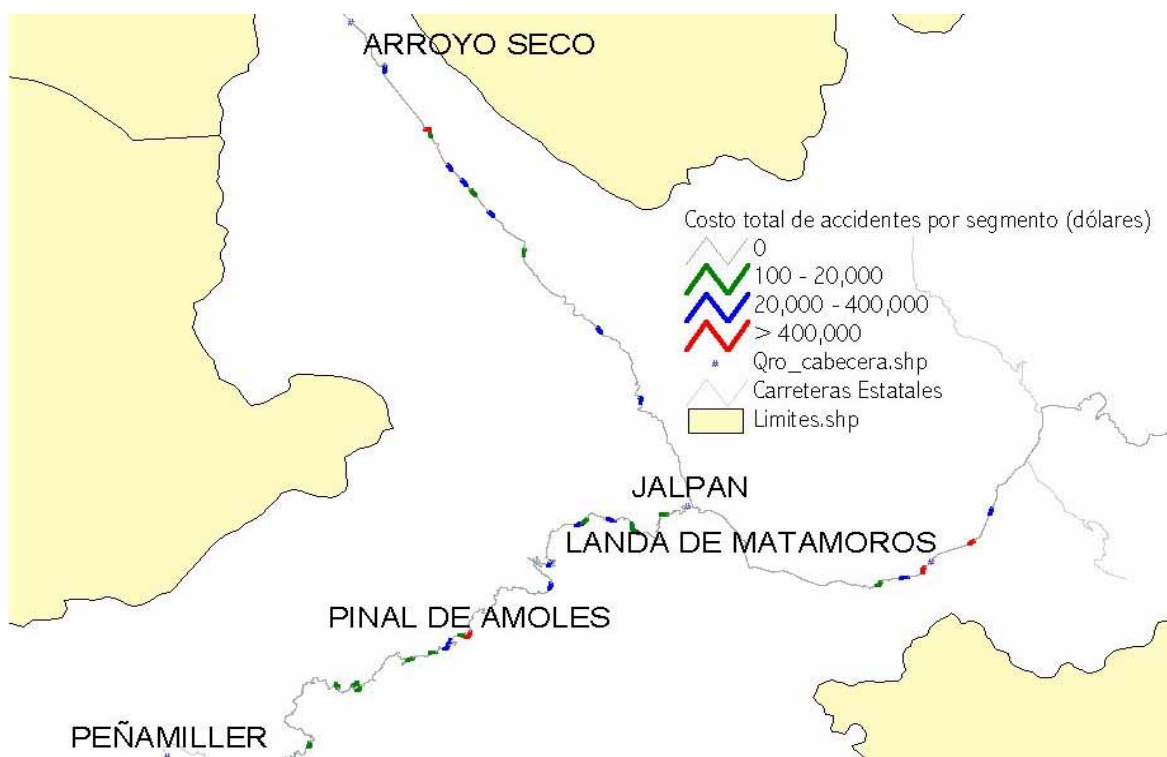 ARROYO SECO
Costo total de accidentes por segmento (dólares)
0
100 - 20,000
20,000 - 400,000
> 400,000
Qro_cabecera.shp
Carreteras Estatales
Limites.shp
JALPAN
LANDA DE MATAMOROS
PINAL DE AMOLES
PEÑAMILLER